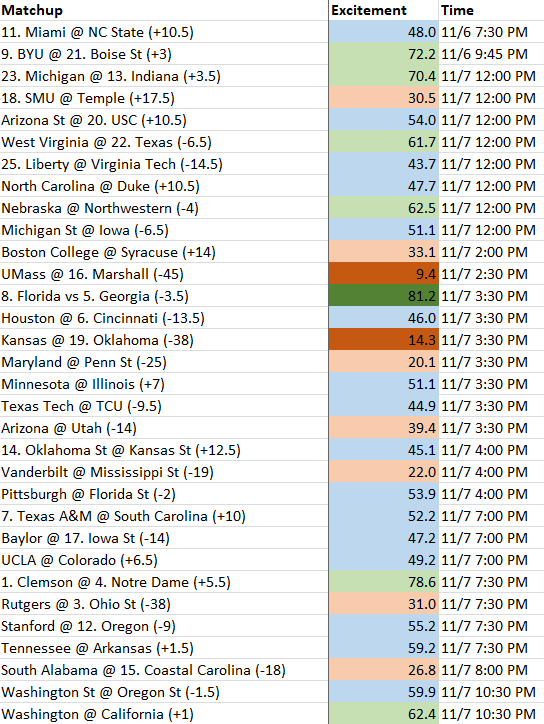 Matchup Excitement Time
11. Miami @ NC State (+10.5) 48.0 11/6 7:30 PM
9. BYU @ 21. Boise St (+3) 72.2 11/6 9:45 PM
23. Michigan @ 13. Indiana (+3.5) 70.4 11/7 12:00 PM
18. SMU @ Temple (+17.5) 30.5 11/7 12:00 PM
Arizona St @ 20. USC (+10.5) 54.0 11/7 12:00 PM
West Virginia @ 22. Texas (-6.5) 61.7 11/7 12:00 PM
25. Liberty @ Virginia Tech (-14.5) 43.7 11/7 12:00 PM
North Carolina @ Duke (+10.5) 47.7 11/7 12:00 PM
Nebraska @ Northwestern (-4) 62.5 11/7 12:00 PM
Michigan St @ Iowa (-6.5) 51.1 11/7 12:00 PM
Boston College @ Syracuse (+14) 33.1 11/7 2:00 PM
UMass @ 16. Marshall (-45) 9.4 11/7 2:30 PM
8. Florida vs 5. Georgia (-3.5) 81.2 11/7 3:30 PM
Houston @ 6. Cincinnati (-13.5) 46.0 11/7 3:30 PM
Kansas @ 19. Oklahoma (-38) 14.3 11/7 3:30 PM
Maryland @ Penn St (-25) 20.1 11/7 3:30 PM
Minnesota @ Illinois (+7) 51.1 11/7 3:30 PM
Texas Tech @ TCU (-9.5) 44.9 11/7 3:30 PM
Arizona @ Utah (-14) 39.4 11/7 3:30 PM
14. Oklahoma St @ Kansas St (+12.5) 45.1 11/7 4:00 PM
Vanderbilt @ Mississippi St (-19) 22.0 11/7 4:00 PM
Pittsburgh @ Florida St (-2) 53.9 11/7 4:00 PM
7. Texas A&M @ South Carolina (+10) 52.2 11/7 7:00 PM
Baylor @ 17. Iowa St (-14) 47.2 11/7 7:00 PM
UCLA @ Colorado (+6.5) 49.2 11/7 7:00 PM
1. Clemson @ 4. Notre Dame (+5.5) 78.6 11/7 7:30 PM
Rutgers @ 3. Ohio St (-38) 31.0 11/7 7:30 PM
Stanford @ 12. Oregon (-9) 55.2 11/7 7:30 PM
Tennessee @ Arkansas (+1.5) 59.2 11/7 7:30 PM
South Alabama @ 15. Coastal Carolina (-18) 26.8 11/7 8:00 PM
Washington St @ Oregon St (-1.5) 59.9 11/7 10:30 PM
Washington @ California (+1) 62.4 11/7 10:30 PM